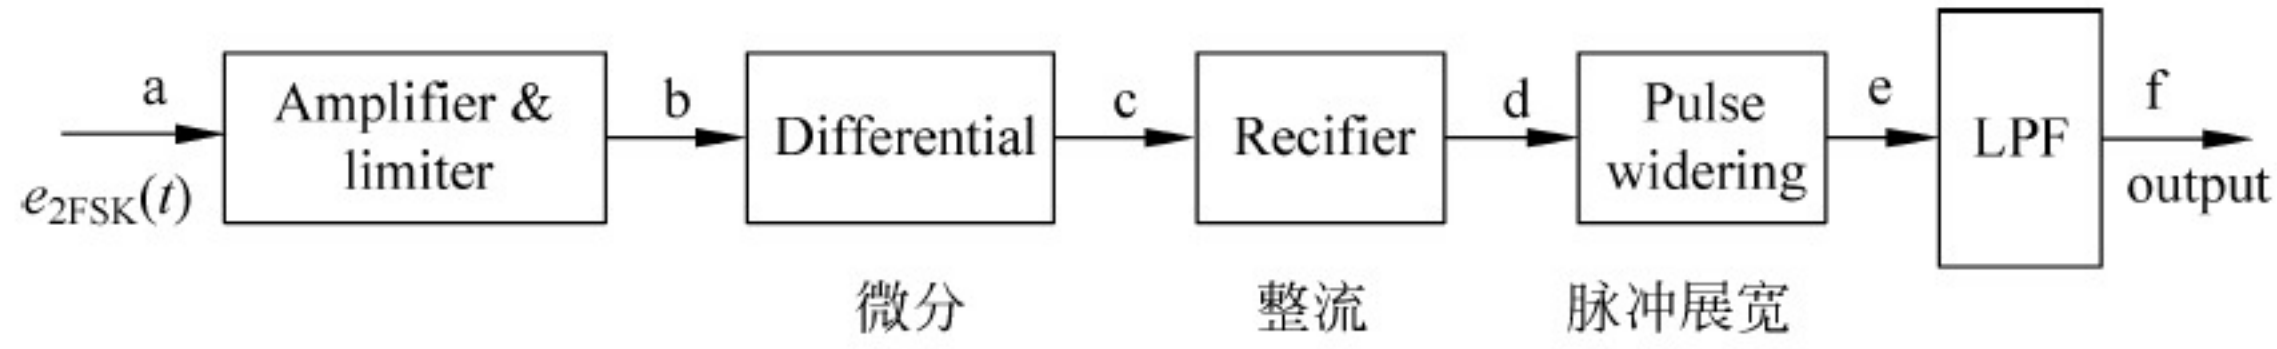 a
Amplifier &
limiter
b
Differential
c
Recifier
d
Pulse
widering
e
LPF
f
e2FSK(t)
output
微分
整流
脉冲展宽